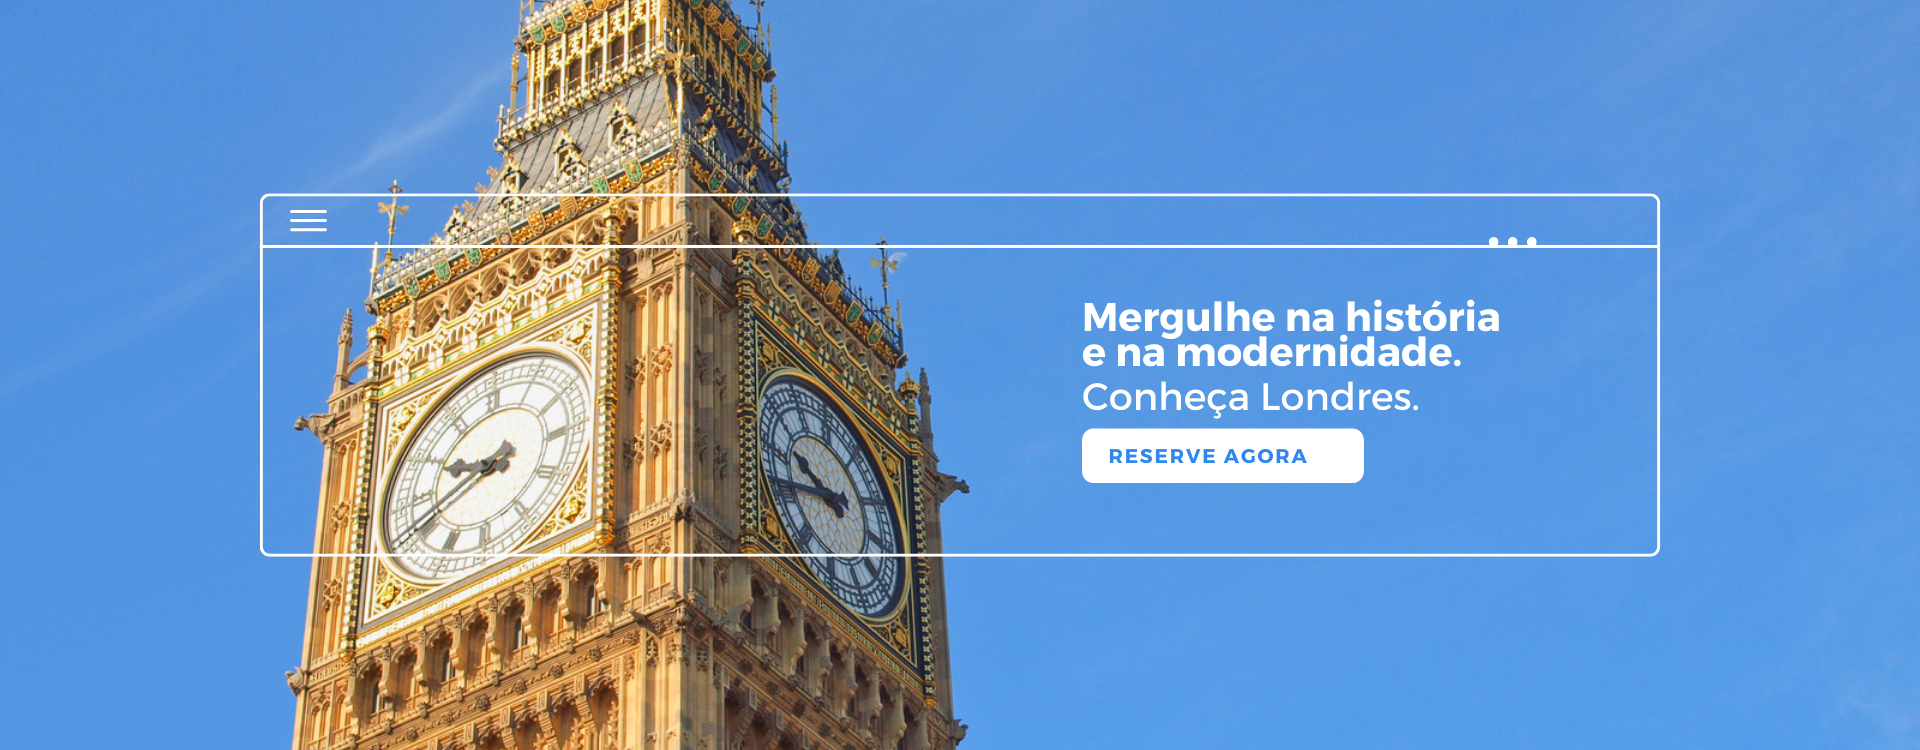 Mergulhe na história
e na modernidade.
Conheça Londres.
RESERVE AGORA